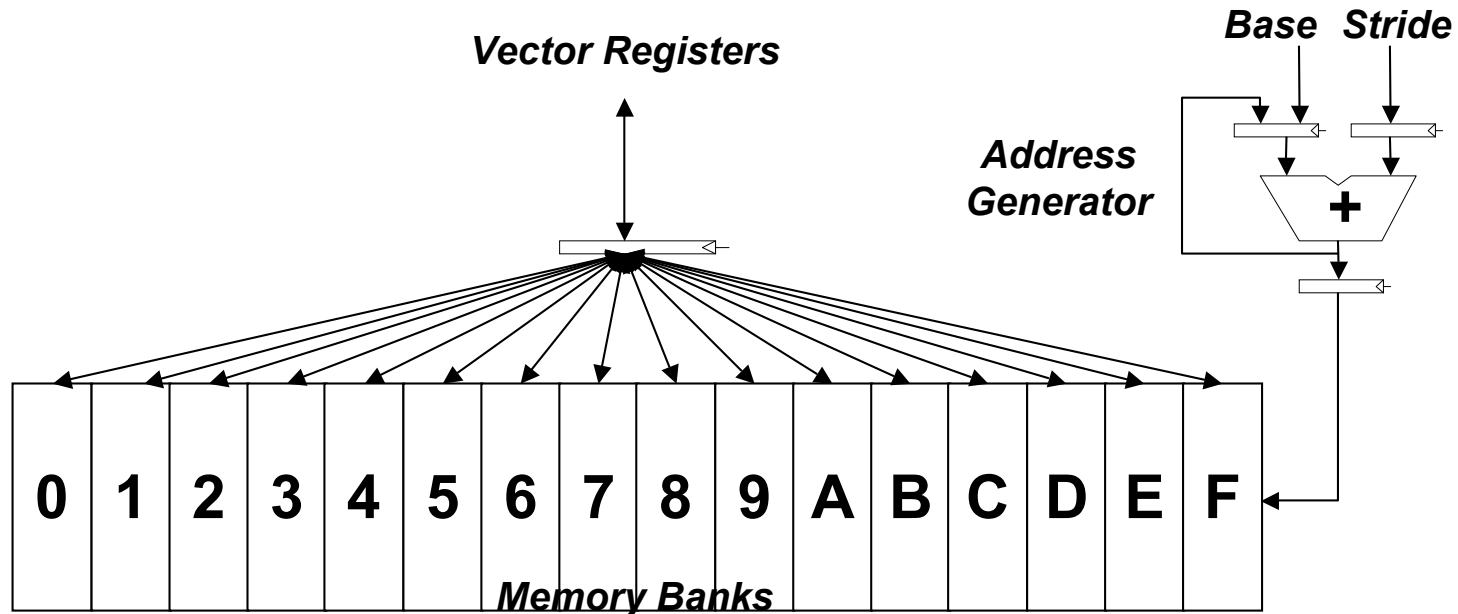 Base Stride
Vector Registers
Address
Generator
+
0 1 2 3 4 5 6 7 8 9 A B C D E F
Memory Banks